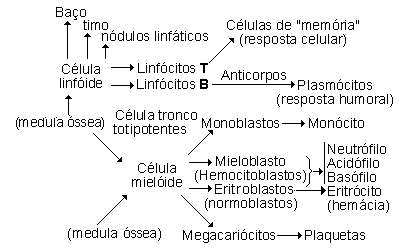 Baço
timo
nódulos linfáticos
Células de "memória"
(resposta celular)
Célula
linfóide
Linfócitos T
Linfócitos B
Anticorpos
Plasmócitos
(resposta humoral)
(medula óssea)
Célula tronco
totipotentes
Monoblastos
Monócito
Célula
mielóide
Mieloblasto
(Hemocitoblastos)
Neutrófilo
Acidófilo
Basófilo
Eritroblastos
(normoblastos)
Eritrócito
(hemácia)
(medula óssea)
Megacariócitos
Plaquetas